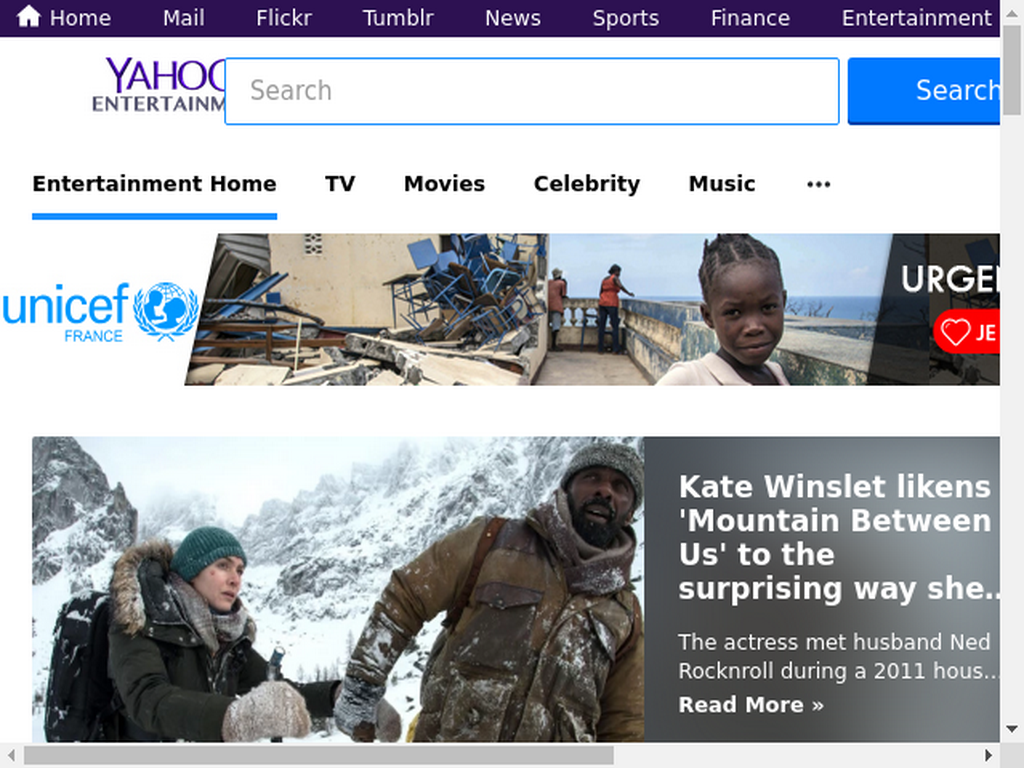 Home Mail Flickr Tumblr News Sports Finance Entertainment
YAHOO
ENTERTAINM
Search
Search
Entertainment Home TV Movies Celebrity Music •••
unicef
FRANCE
URGEN
JE
Kate Winslet likens
'Mountain Between
Us' to the
surprising way she...
The actress met husband Ned
Rocknroll during a 2011 hous...
Read More »